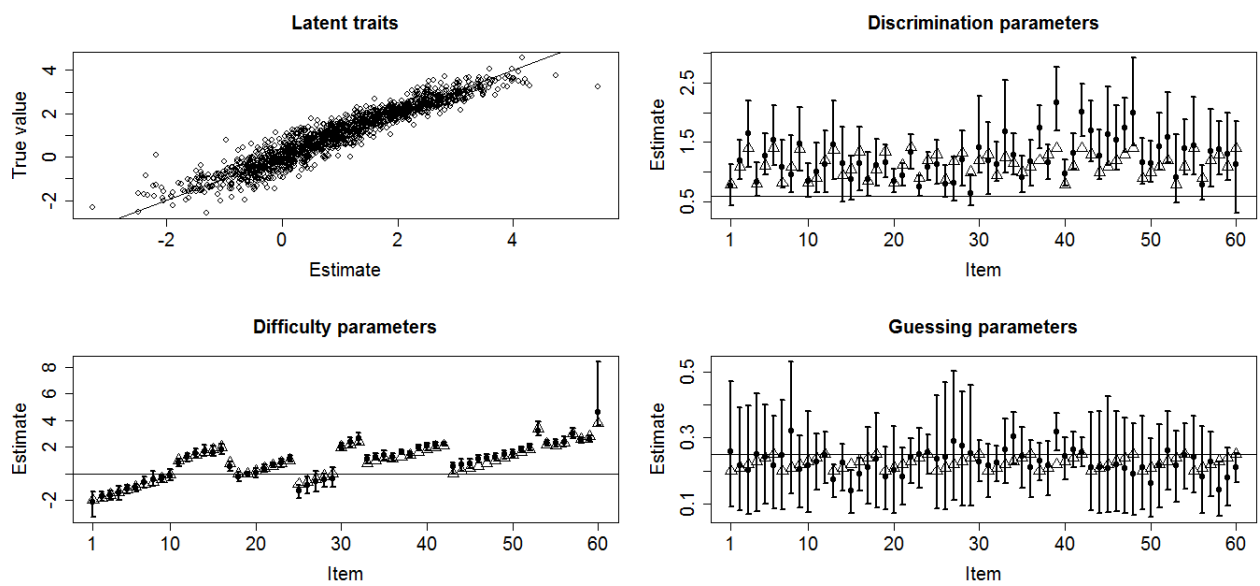 Latent traits
True value
4
2
0
-2
-2 0 2 4
Estimate
Discrimination parameters
Estimate
2.5
1.5
0.5
1 10 20 30 40 50 60
Item
Difficulty parameters
Estimate
8
6
4
2
-2
1 10 20 30 40 50 60
Item
Guessing parameters
Estimate
0.5
0.3
0.1
1 10 20 30 40 50 60
Item